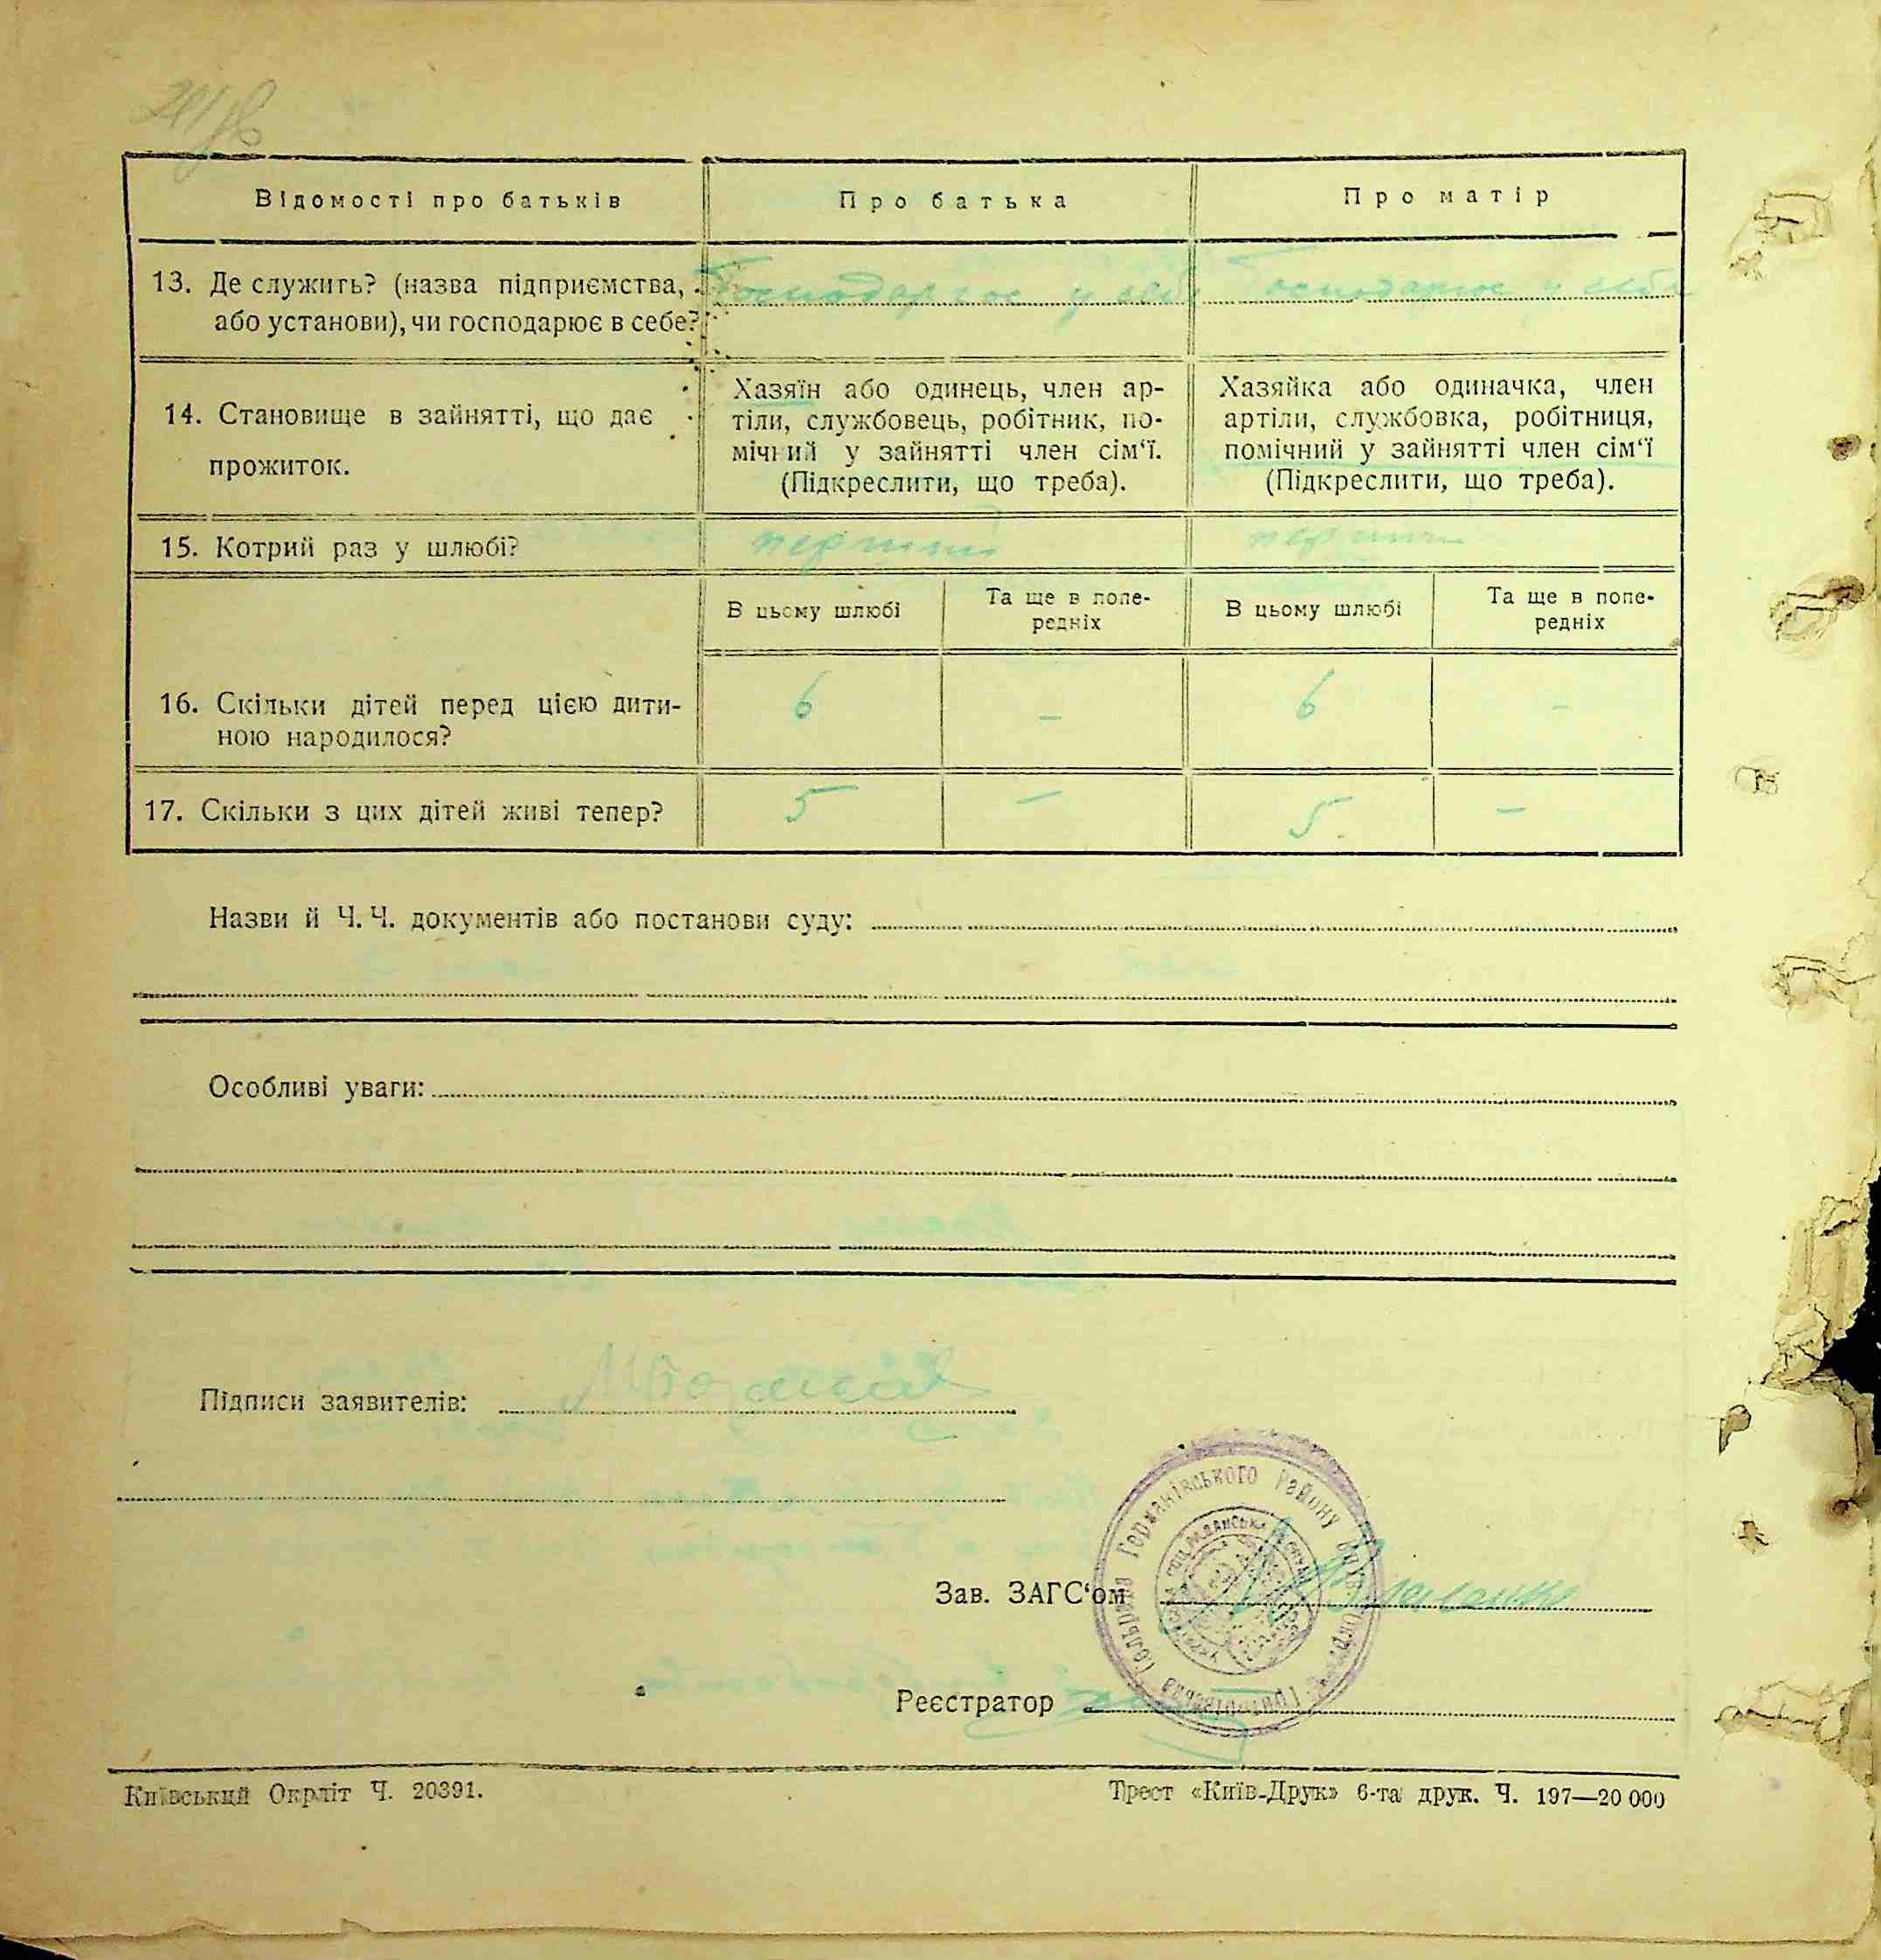 Відомості про батьків
Про батька
Про матір
13. Де служить? (назва підприємства,
або установи), чи господарює в себе?
Господарює у себе
Господарює у себе
14. Становище в зайнятті, що дає
прожиток.
Хазяїн або одинець, член ар-
тіли, службовець, робітник, по-
мічний у зайнятті член сім‘ї.
(Підкреслити, що треба).
Хазяйка або одиначка, член
артіли, службовка, робітниця,
помічний у зайнятті член сім‘ї
(Підкреслити, що треба).
15. Котрий раз у шлюбі?
перший
перший
В цьому шлюбі
Та ще в попе-
редніх
В цьому шлюбі
Та ще в попе-
редніх
16. Скільки дітей перед цією дити-
ною народилося?
6
–
6
–
17. Скільки з цих дітей живі тепер?
5
–
5
–
Назви й Ч. Ч. документів або постанови суду:
Особливі уваги:
Підписи заявителів:
Зав. ЗАГС‘ом
Германівського Району
Реєстратор
Київський Окрліт Ч. 20391.
Трест «Київ-Друк» 6-та друк. Ч. 197—20 000